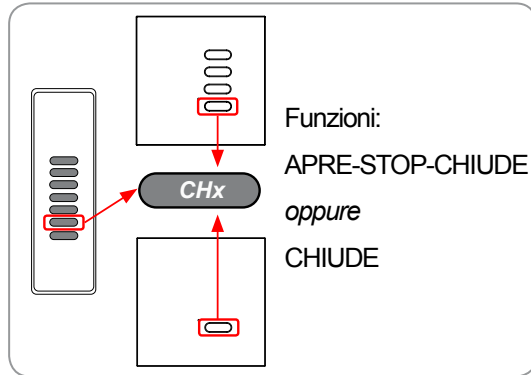 CHx
Funzioni:
APRE-STOP-CHIUDE
oppure
CHIUDE